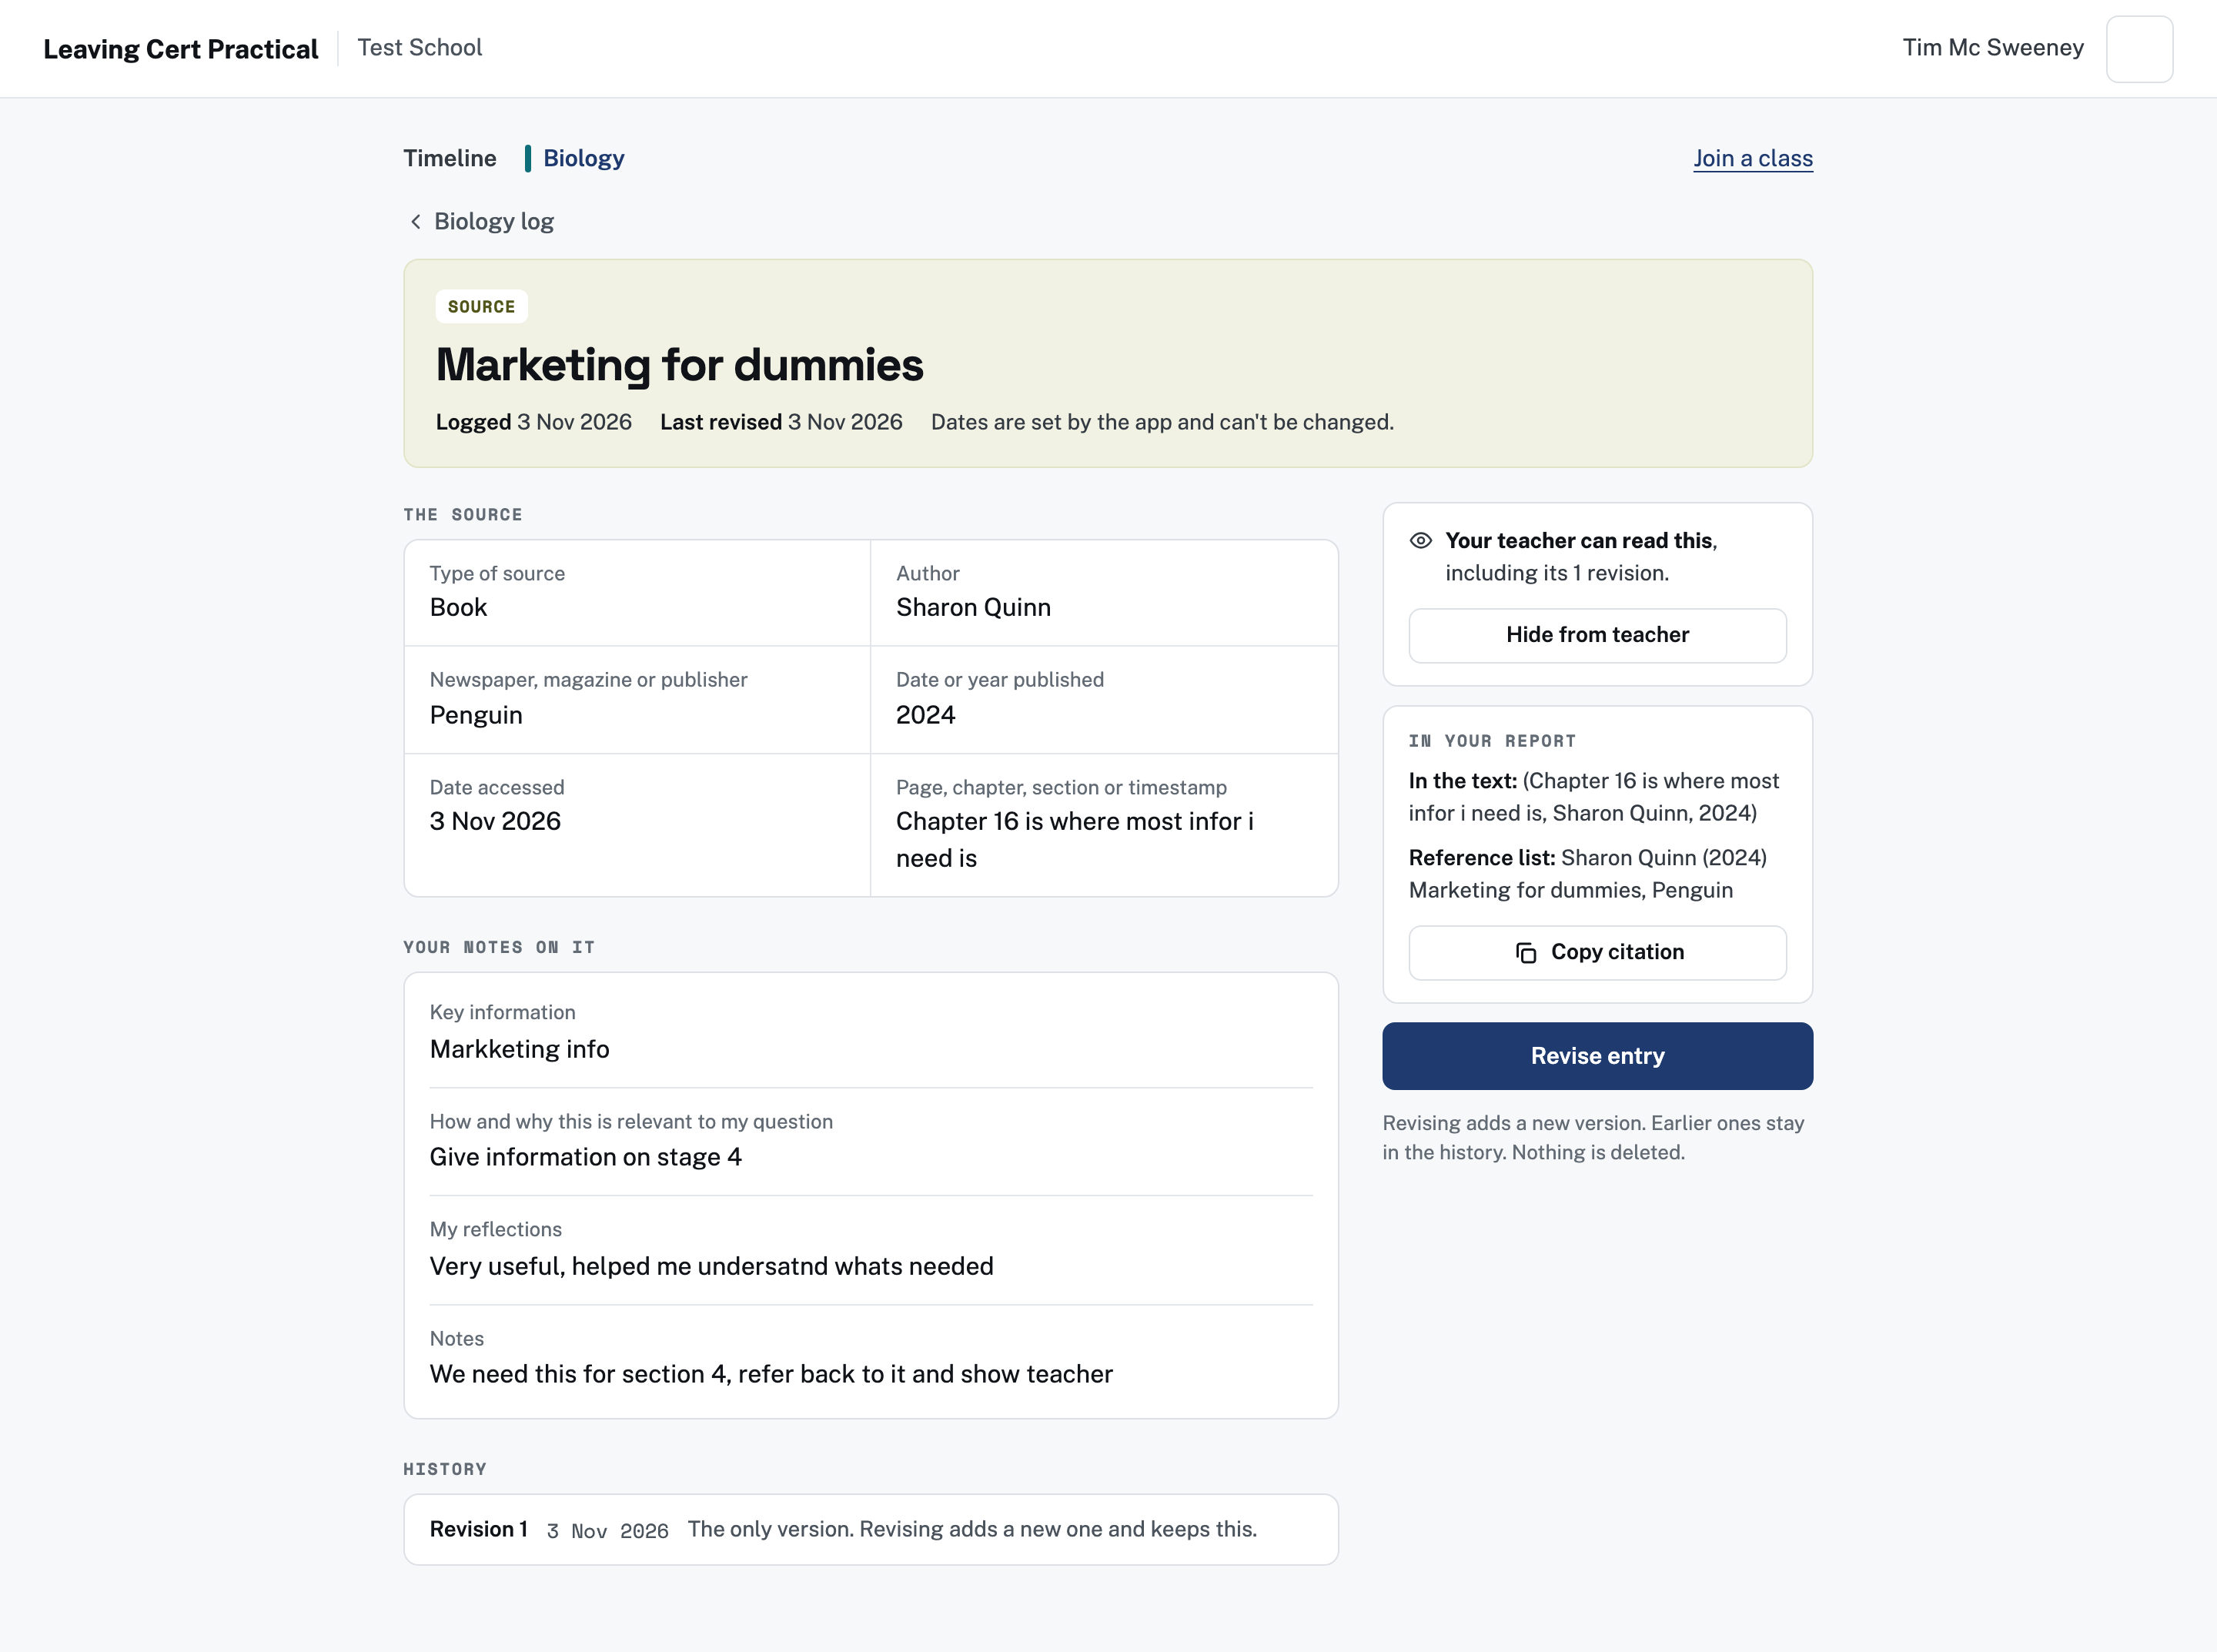 Leaving Cert Practical
Test School
Tim Mc Sweeney
Timeline
Biology
Join a class
Biology log
SOURCE
Marketing for dummies
Logged 3 Nov 2026 Last revised 3 Nov 2026 Dates are set by the app and can't be changed.
THE SOURCE
Type of source
Book
Author
Sharon Quinn
Newspaper, magazine or publisher
Penguin
Date or year published
2024
Date accessed
3 Nov 2026
Page, chapter, section or timestamp
Chapter 16 is where most infor i
need is
YOUR NOTES ON IT
Key information
Markketing info
How and why this is relevant to my question
Give information on stage 4
My reflections
Very useful, helped me undersatnd whats needed
Notes
We need this for section 4, refer back to it and show teacher
HISTORY
Revision 1 3 Nov 2026 The only version. Revising adds a new one and keeps this.
Your teacher can read this,
including its 1 revision.
Hide from teacher
IN YOUR REPORT
In the text: (Chapter 16 is where most
infor i need is, Sharon Quinn, 2024)
Reference list: Sharon Quinn (2024)
Marketing for dummies, Penguin
Copy citation
Revise entry
Revising adds a new version. Earlier ones stay
in the history. Nothing is deleted.